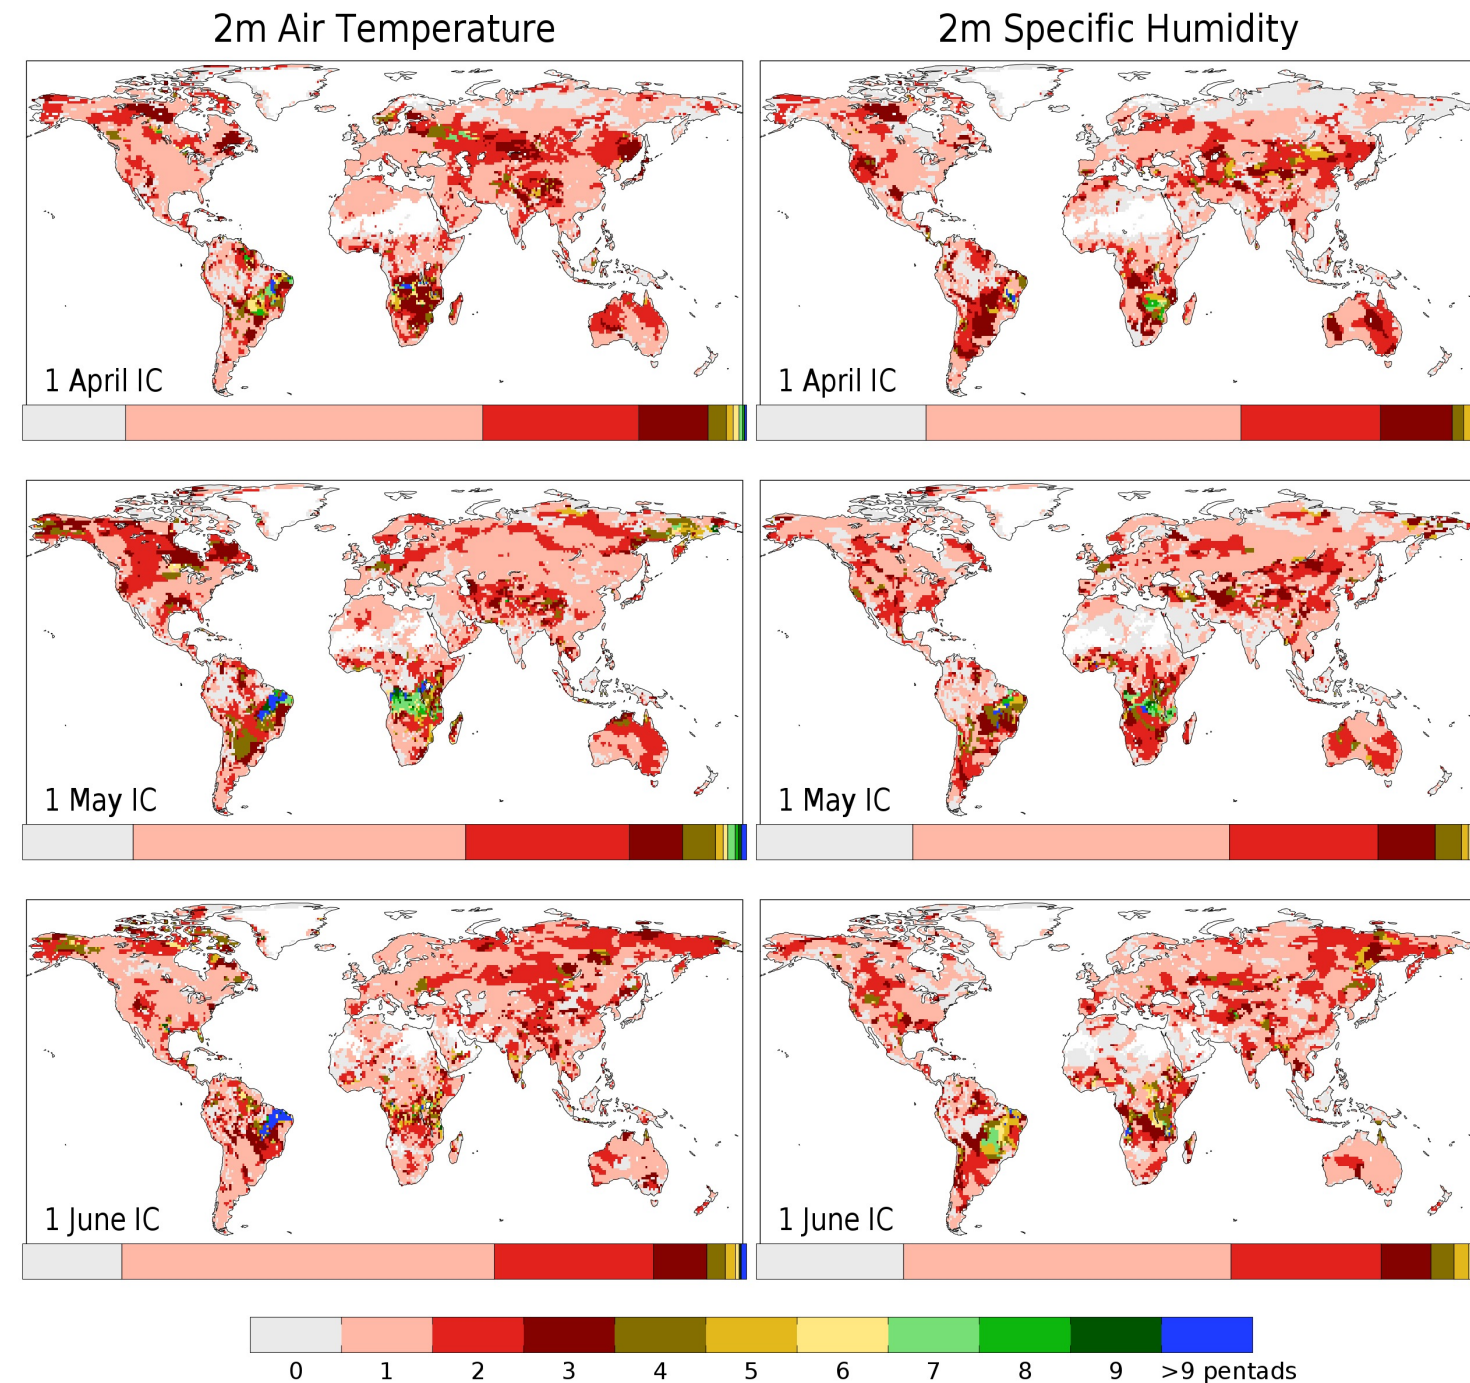 2m Air Temperature 2m Specific Humidity
1 April IC 1 April IC
1 May IC 1 May IC
1 June IC 1 June IC
0 1 2 3 4 5 6 7 8 9 >9 pentads